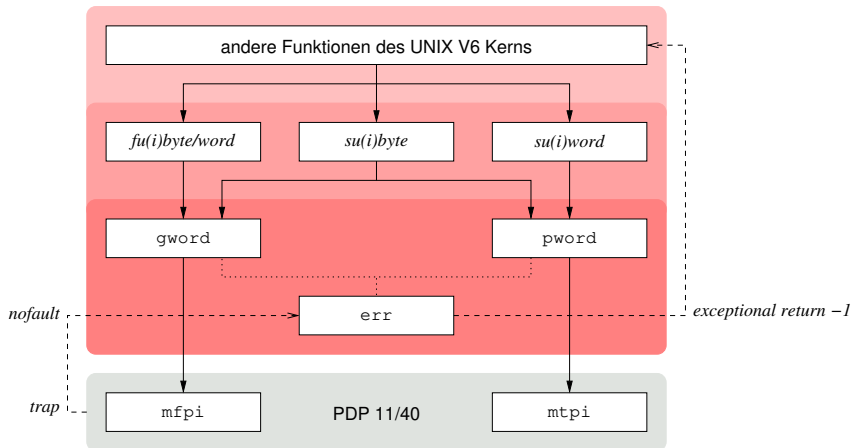 andere Funktionen des UNIX V6 Kerns
fu(i)byte/word
su(i)byte
su(i)word
gword
pword
nofault
err
exceptional return −1
trap
mfpi
PDP 11/40
mtpi